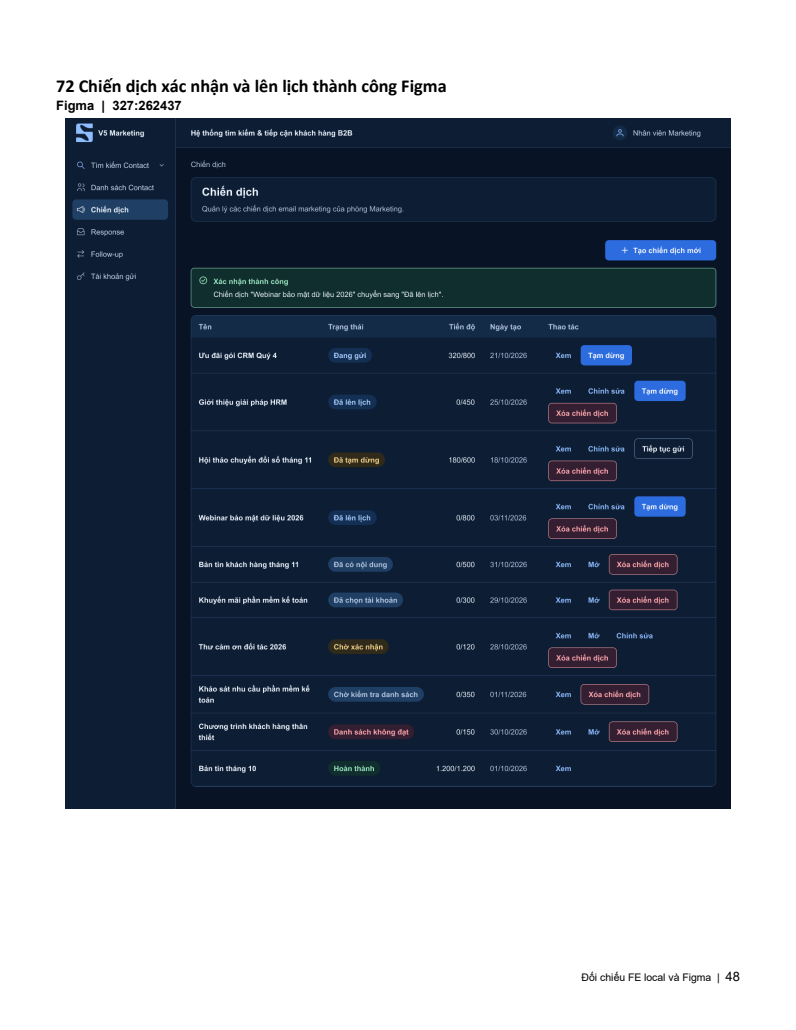 72 Chiến dịch xác nhận và lên lịch thành công Figma
Figma | 327:262437
V5 Marketing
Hệ thống tìm kiếm & tiếp cận khách hàng B2B
Nhân viên Marketing
Tìm kiếm Contact
Danh sách Contact
Chiến dịch
Response
Follow-up
Tài khoản gửi
Chiến dịch
Chiến dịch
Quản lý các chiến dịch email marketing của phòng Marketing.
+ Tạo chiến dịch mới
Xác nhận thành công
Chiến dịch "Webinar bảo mật dữ liệu 2026" chuyển sang "Đã lên lịch".
Tên Trạng thái Tiến độ Ngày tạo Thao tác
Ưu đãi gói CRM Quý 4 Đang gửi 320/800 21/10/2026 Xem Tạm dừng
Giới thiệu giải pháp HRM Đã lên lịch 0/450 25/10/2026 Xem Chỉnh sửa Tạm dừng
Xóa chiến dịch
Hội thảo chuyển đổi số tháng 11 Đã tạm dừng 180/600 18/10/2026 Xem Chỉnh sửa Tiếp tục gửi
Xóa chiến dịch
Webinar bảo mật dữ liệu 2026 Đã lên lịch 0/800 03/11/2026 Xem Chỉnh sửa Tạm dừng
Xóa chiến dịch
Bản tin khách hàng tháng 11 Đã có nội dung 0/500 31/10/2026 Xem Mở Xóa chiến dịch
Khuyến mãi phần mềm kế toán Đã chọn tài khoản 0/300 29/10/2026 Xem Mở Xóa chiến dịch
Thư cảm ơn đối tác 2026 Chờ xác nhận 0/120 28/10/2026 Xem Mở Chỉnh sửa
Xóa chiến dịch
Khảo sát nhu cầu phần mềm kế
toán Chờ kiểm tra danh sách 0/350 01/11/2026 Xem Xóa chiến dịch
Chương trình khách hàng thân
thiết Danh sách không đạt 0/150 30/10/2026 Xem Mở Xóa chiến dịch
Bản tin tháng 10 Hoàn thành 1.200/1.200 01/10/2026 Xem
Đối chiếu FE local và Figma | 48